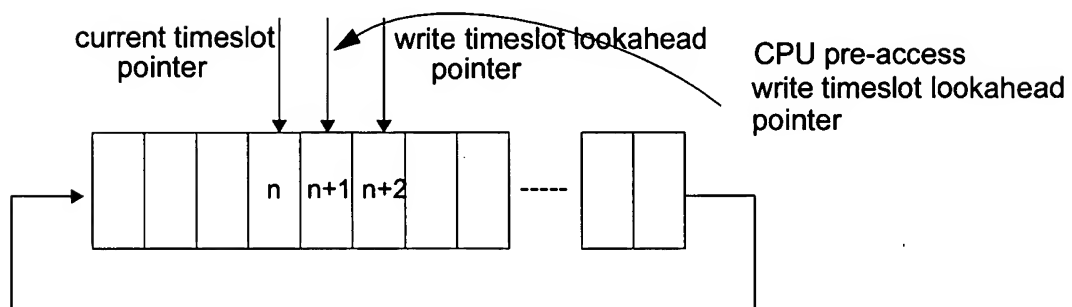 current timeslot
pointer
write timeslot lookahead
pointer
CPU pre-access
write timeslot lookahead
pointer
n
n+1
n+2